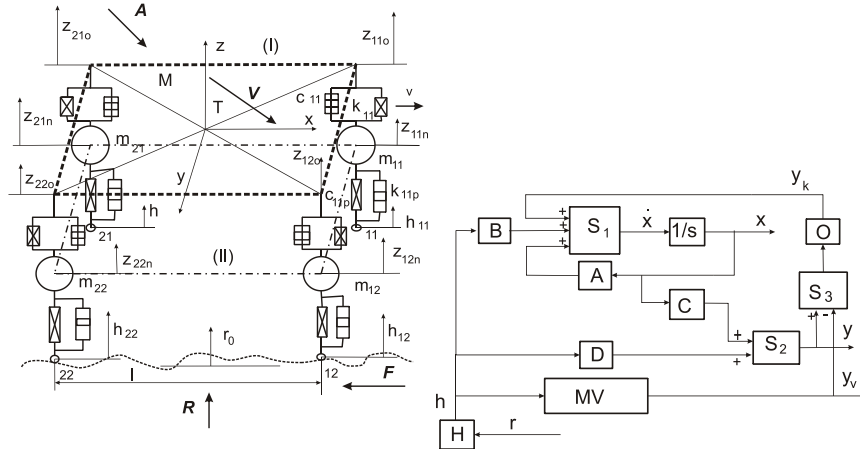 A
z21o
(I)
z
z11o
M
V
c11
v
T
k11
z21n
x
z11n
m21
z12o
m11
z22o
y
c11p
k11p
h
h11
21
11
(II)
z22n
z12n
m22
m12
h22
r0
h12
22
l
12
F
R
yk
B
S1
ẋ
1/s
x
O
A
C
S3
S2
y
D
h
MV
yv
H
r
+
+
+
+
+
+
-